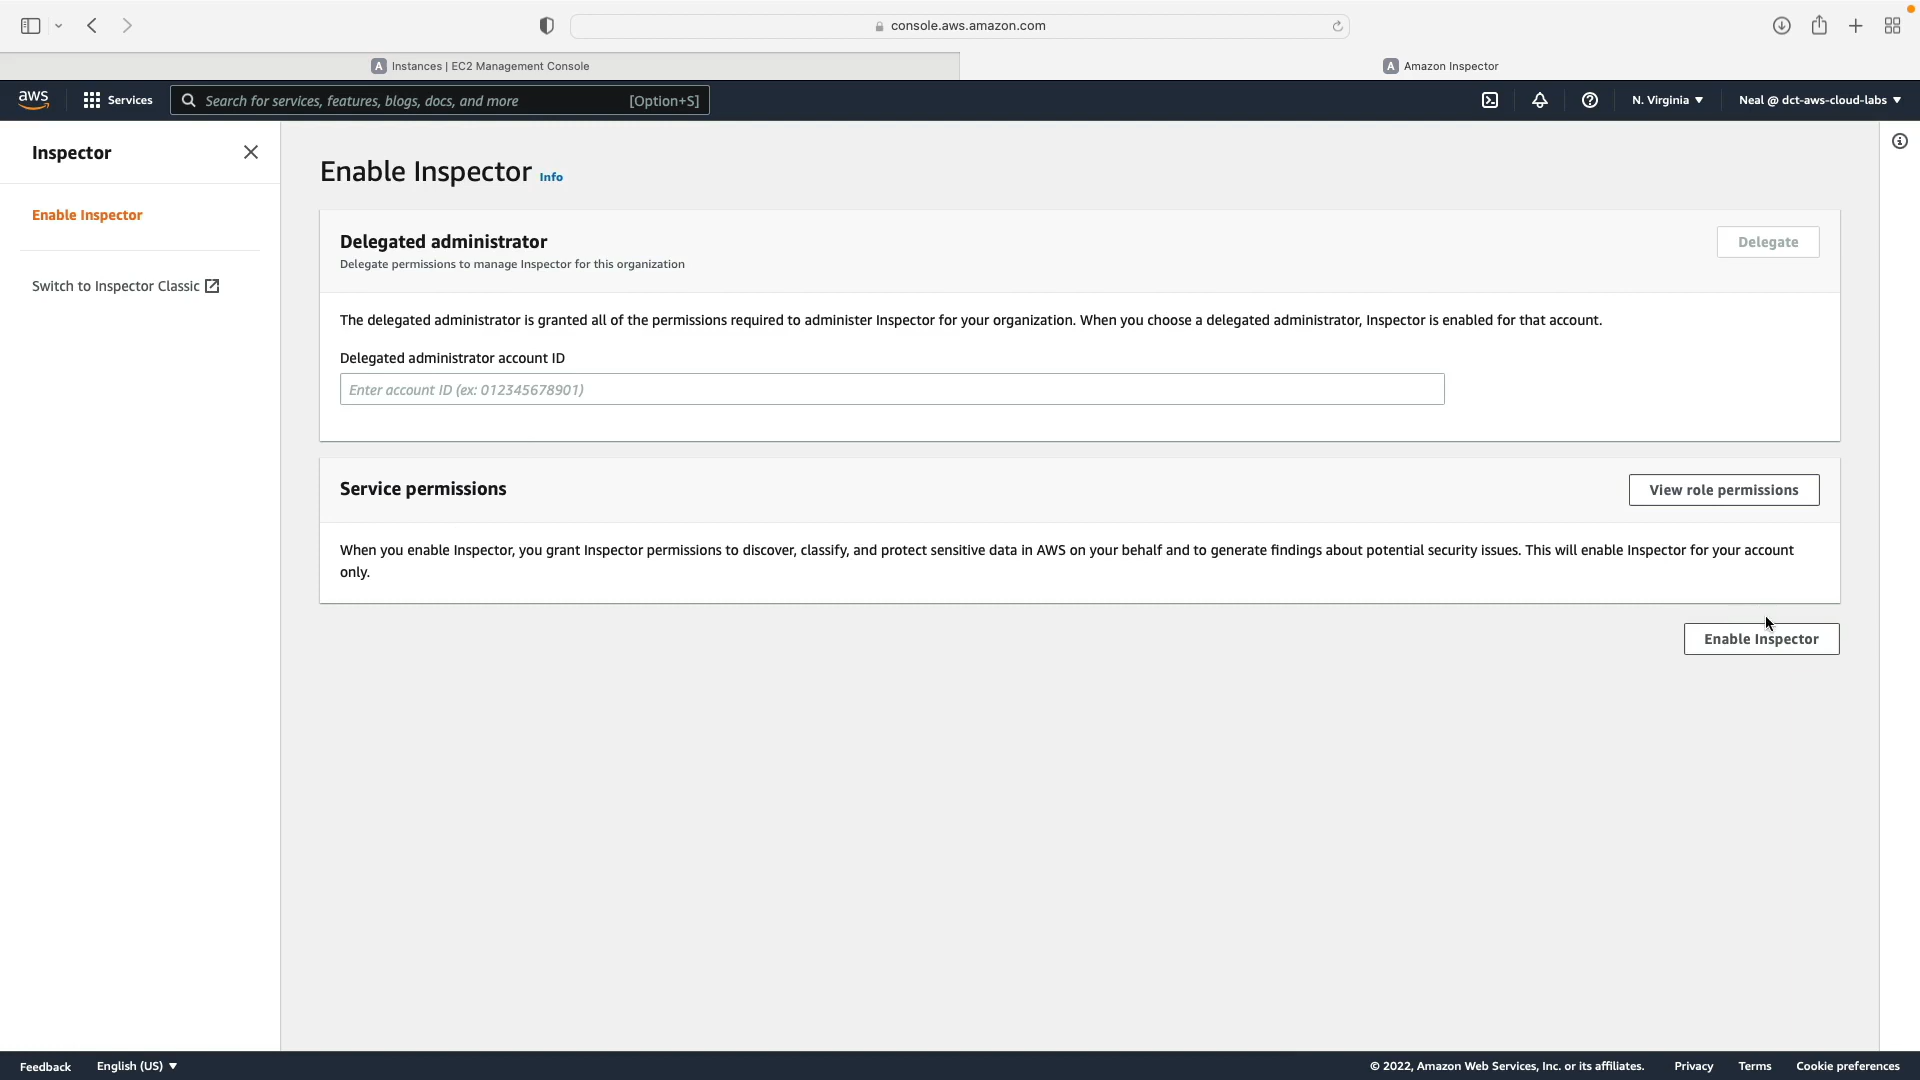 console.aws.amazon.com
A Instances | EC2 Management Console
A Amazon Inspector
aws
Services
Search for services, features, blogs, docs, and more [Option+S]
N. Virginia
Neal @ dct-aws-cloud-labs
Inspector
Enable Inspector
Switch to Inspector Classic
Enable Inspector Info
Delegated administrator
Delegate permissions to manage Inspector for this organization
Delegate
The delegated administrator is granted all of the permissions required to administer Inspector for your organization. When you choose a delegated administrator, Inspector is enabled for that account.
Delegated administrator account ID
Enter account ID (ex: 012345678901)
Service permissions
View role permissions
When you enable Inspector, you grant Inspector permissions to discover, classify, and protect sensitive data in AWS on your behalf and to generate findings about potential security issues. This will enable Inspector for your account
only.
Enable Inspector
Feedback
English (US)
© 2022, Amazon Web Services, Inc. or its affiliates.
Privacy
Terms
Cookie preferences